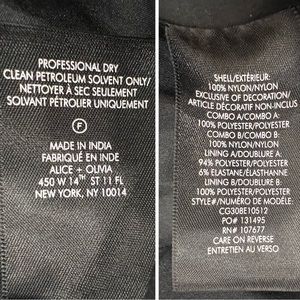 PROFESSIONAL DRY
CLEAN PETROLEUM SOLVENT ONLY/
NETTOYER À SEC SEULEMENT
SOLVANT PÉTROLIER UNIQUEMENT
F
MADE IN INDIA
FABRIQUÉ EN INDE
ALICE + OLIVIA
450 W 14TH ST 11 FL
NEW YORK, NY 10014
SHELL/EXTÉRIEUR:
100% NYLON/NYLON
EXCLUSIVE OF DECORATION/
ARTICLE DÉCORATIF NON-INCLUS
COMBO A/COMBO A:
100% POLYESTER/POLYESTER
COMBO B/COMBO B:
100% NYLON/NYLON
LINING A/DOUBLURE A:
94% POLYESTER/POLYESTER
6% ELASTANE/ÉLASTHANNE
LINING B/DOUBLURE B:
100% POLYESTER/POLYESTER
STYLE#/NUMÉRO DE MODÈLE:
CG30BE10512
PO# 131495
RN# 107677
CARE ON REVERSE
ENTRETIEN AU VERSO